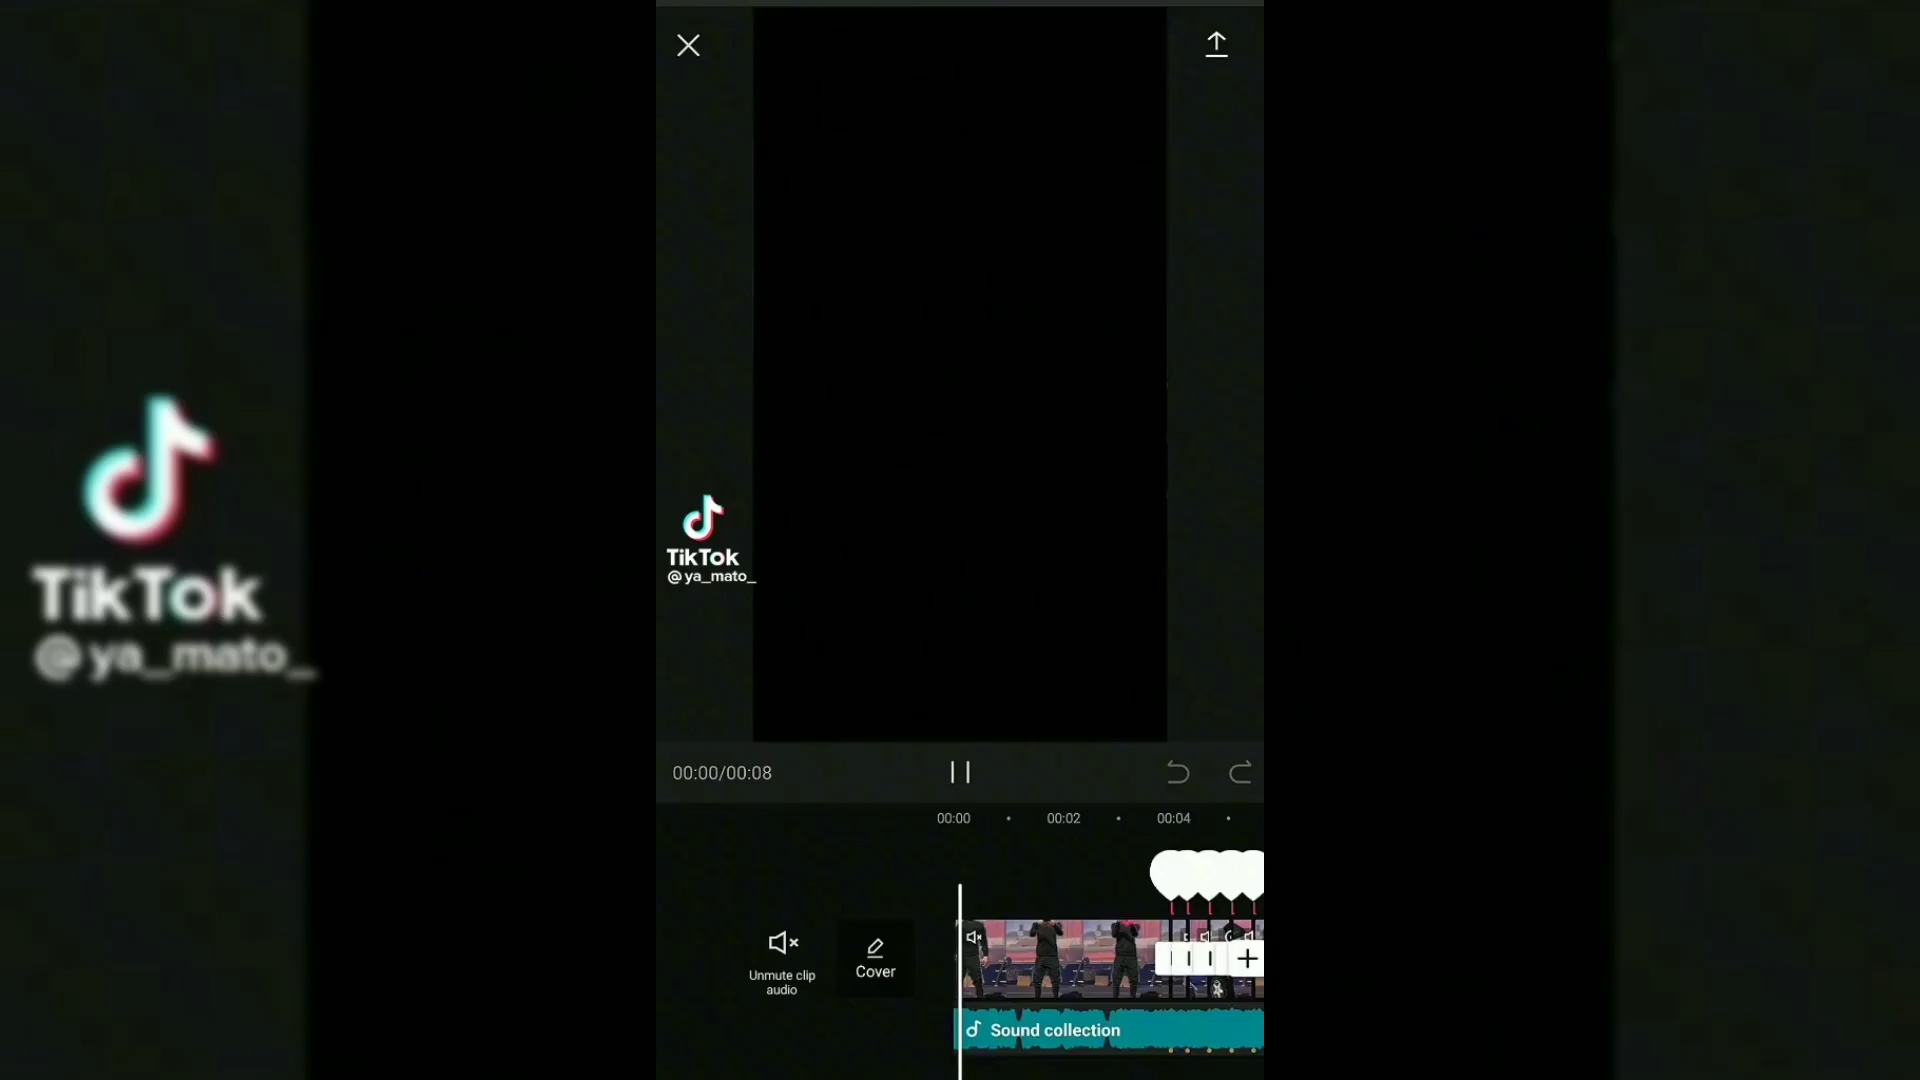 TikTok
@ya_mato_
TikTok
@ya_mato_
00:00/00:08
00:00
00:02
00:04
Unmute clip
audio
Cover
Sound collection